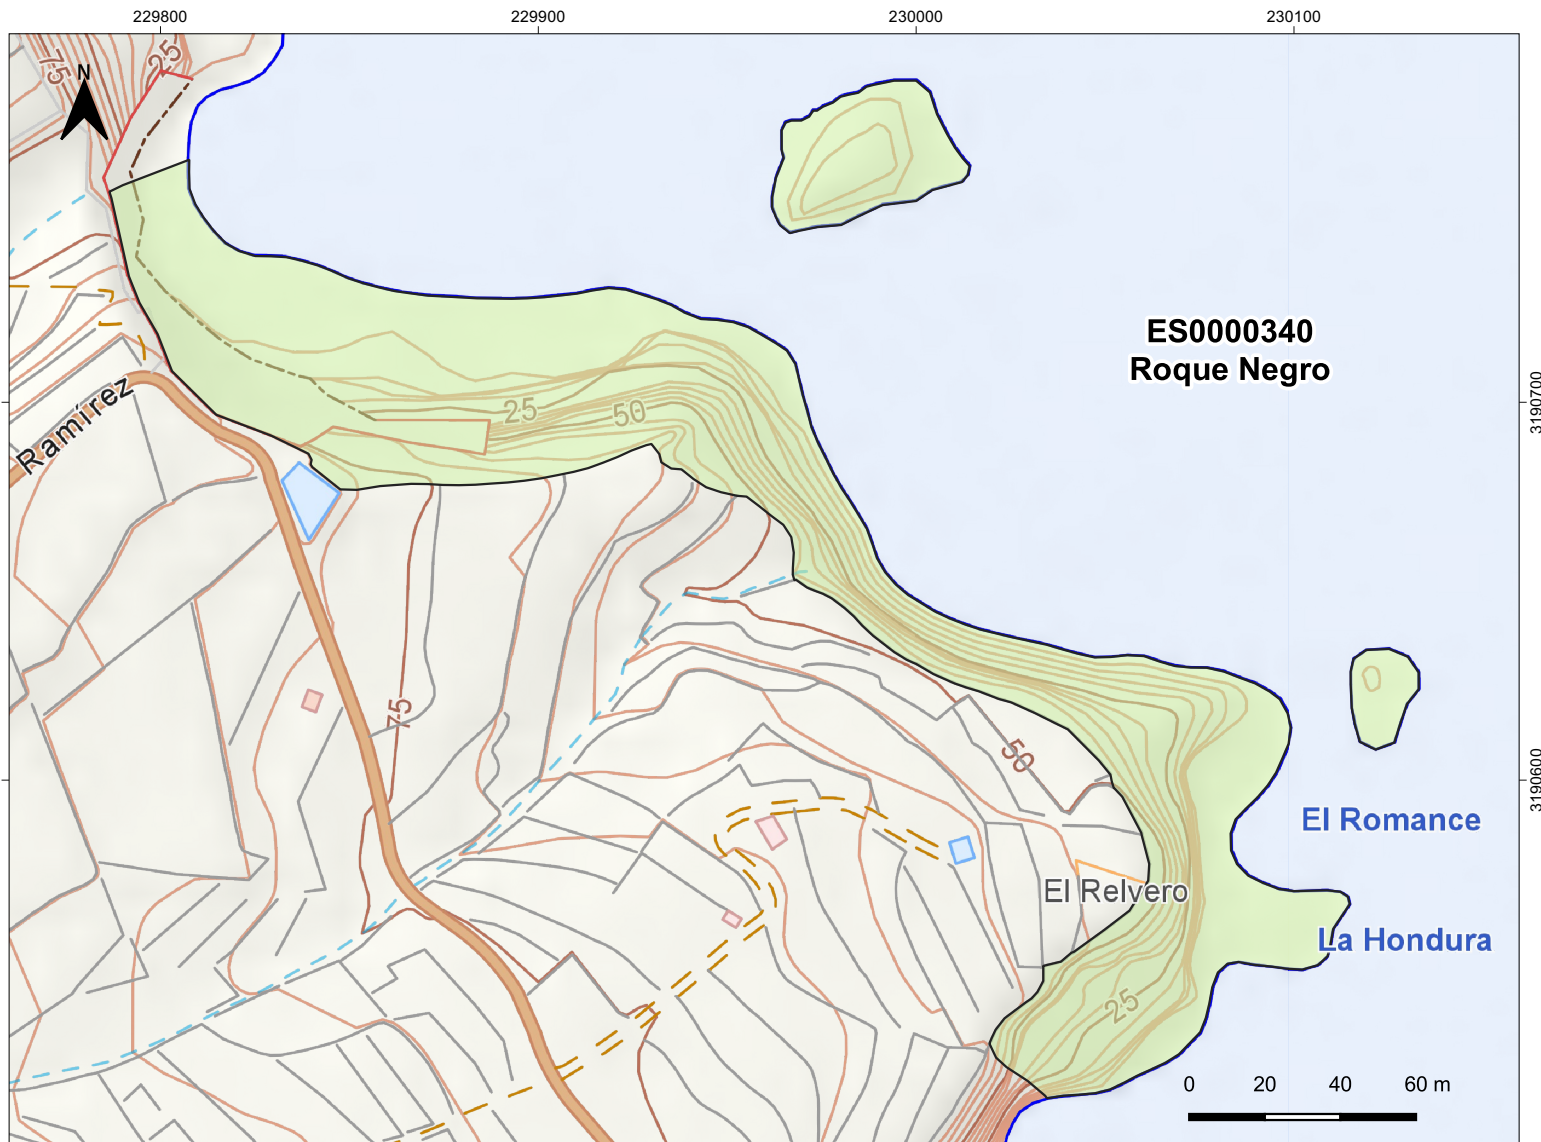 229800 229900 230000 230100
75 25
N
ES0000340
Roque Negro
Ramírez
25 50
3190700
75
50
3190600
El Romance
El Relvero
La Hondura
25
0 20 40 60 m